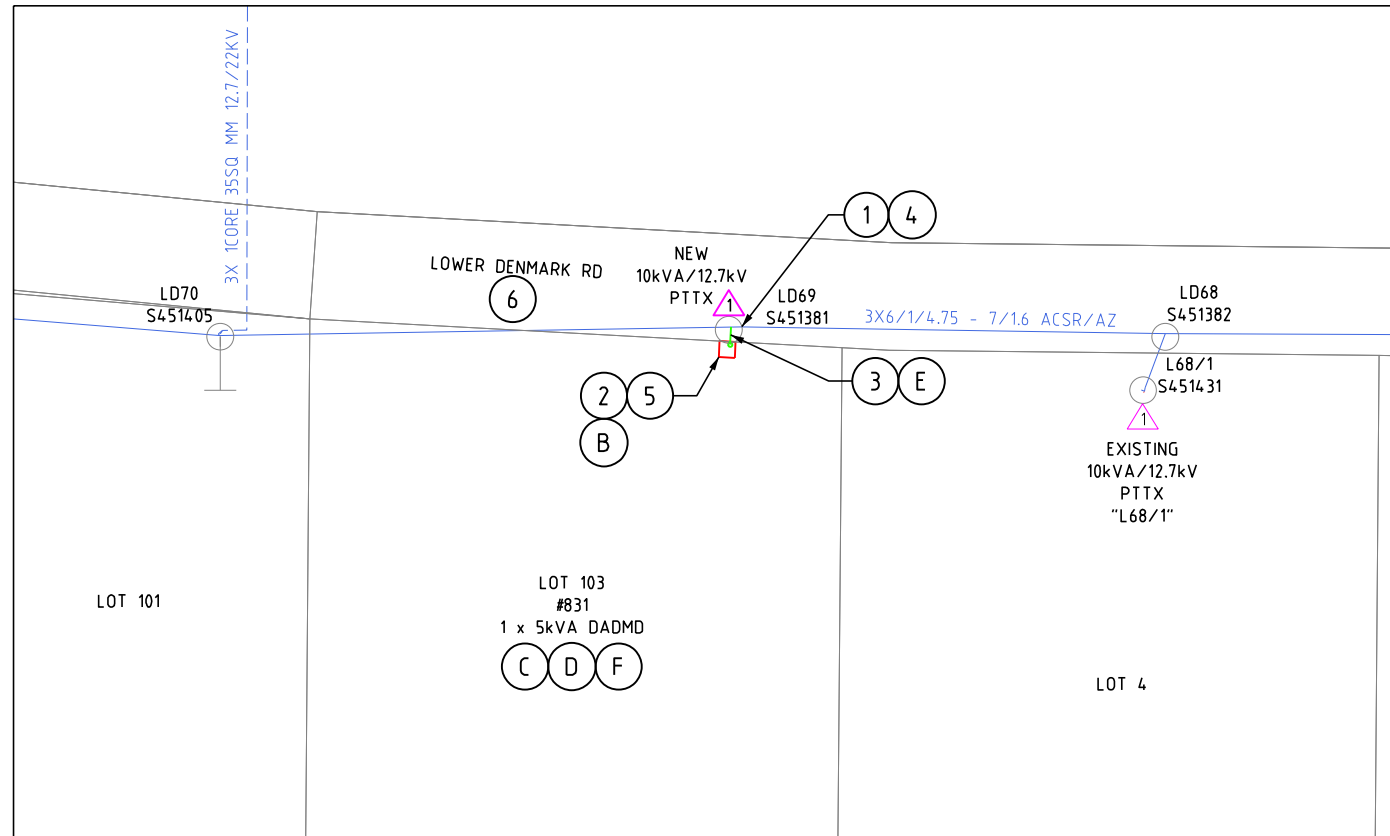 3X 1CORE 35SQ MM 12.7/22KV
1 4
NEW
10kVA/12.7kV
PTTX
1
LOWER DENMARK RD
6
LD70
S451405
LD69
S451381
3X6/1/4.75 - 7/1.6 ACSR/AZ
LD68
S451382
L68/1
S451431
2 5
B
3 E
1
EXISTING
10kVA/12.7kV
PTTX
"L68/1"
LOT 101
LOT 103
#831
1 x 5kVA DADMD
C D F
LOT 4